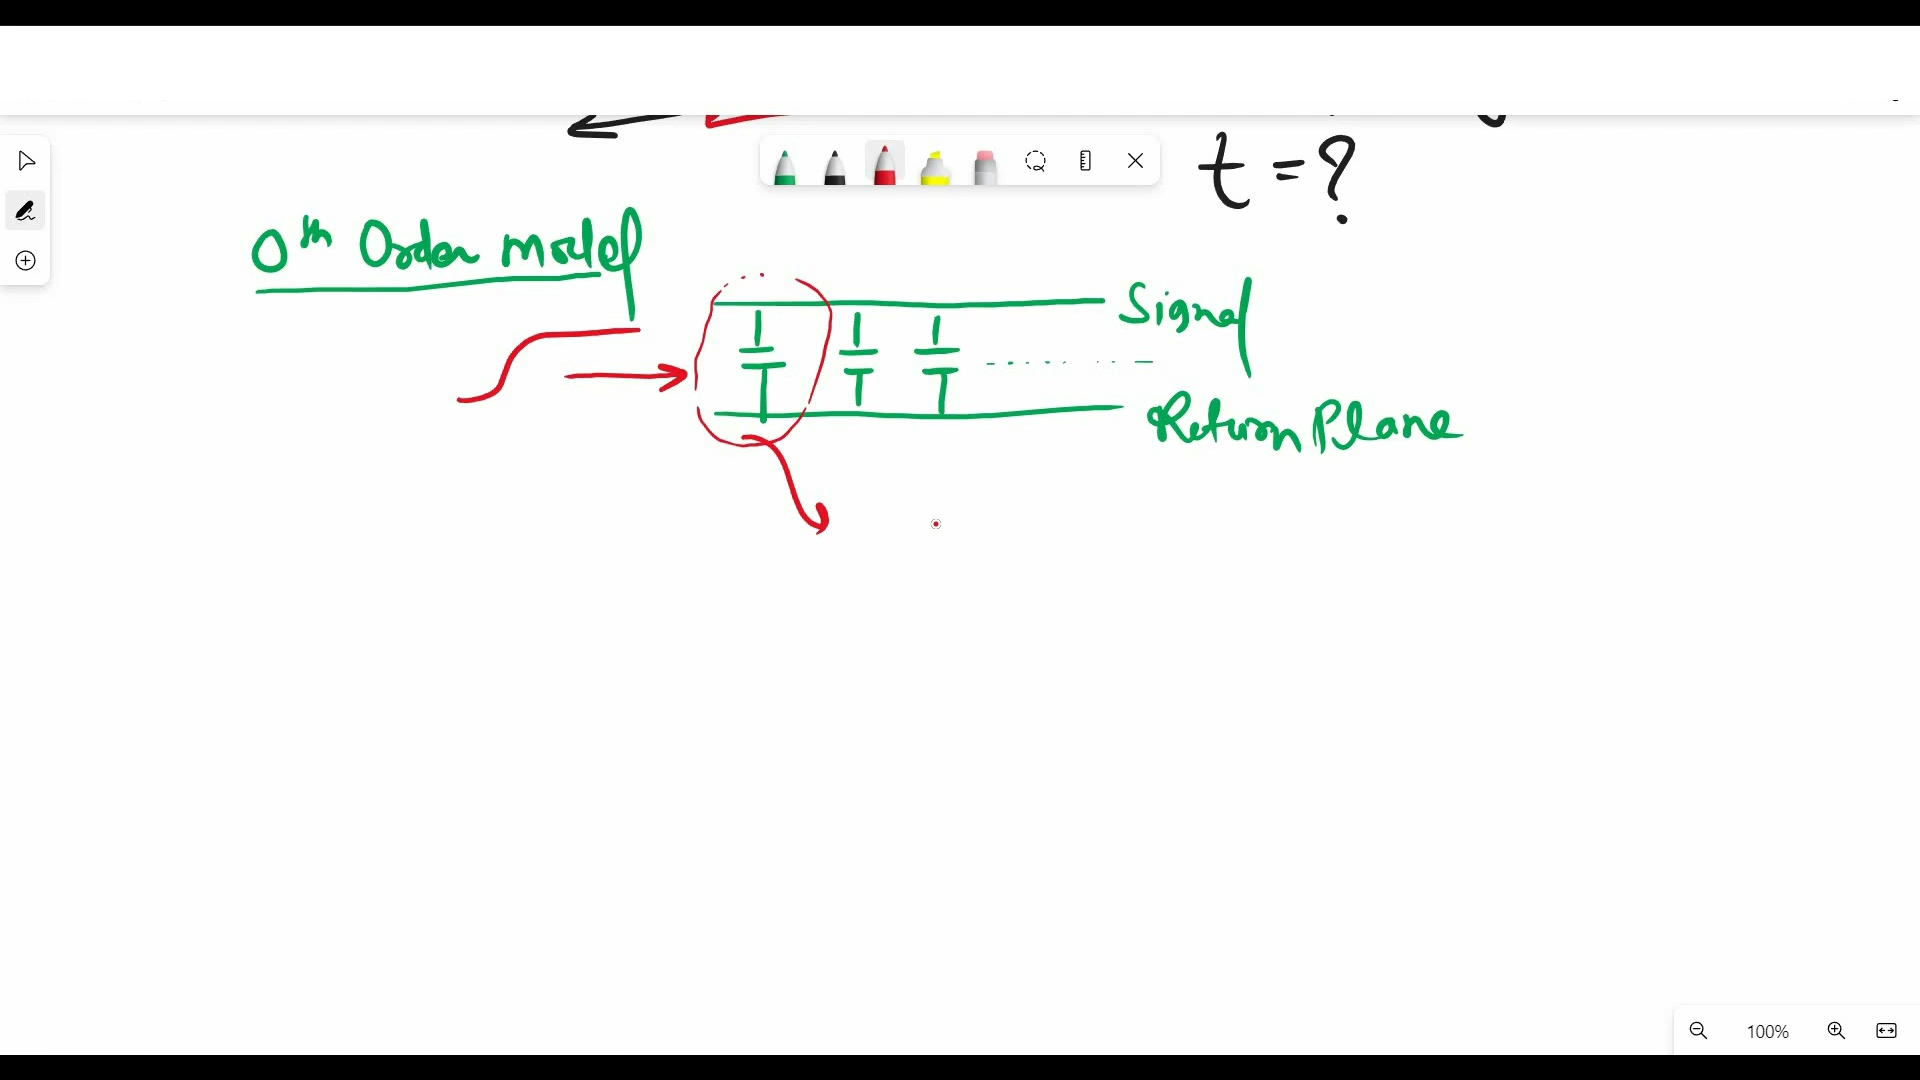 t = ?
0th Order model
Signal
Return Plane
100%